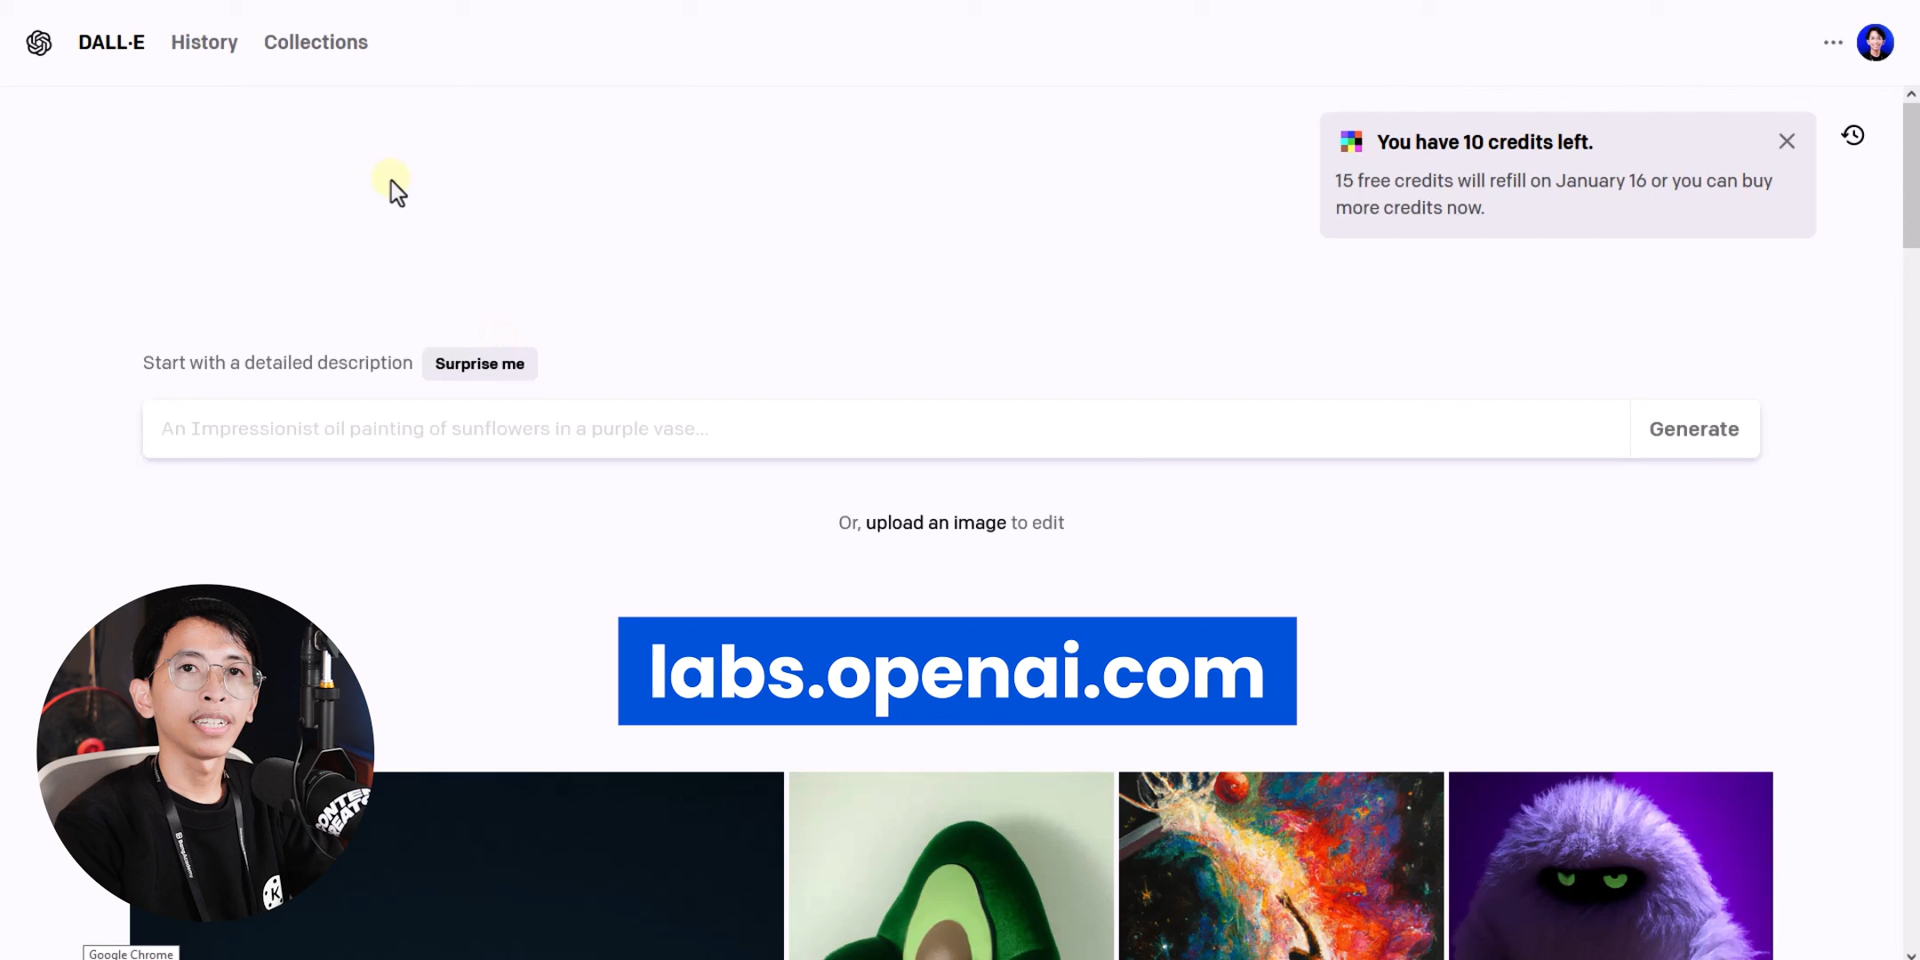 DALL·E History Collections
You have 10 credits left.
15 free credits will refill on January 16 or you can buy
more credits now.
Start with a detailed description Surprise me
An Impressionist oil painting of sunflowers in a purple vase...
Generate
Or, upload an image to edit
labs.openai.com
Google Chrome